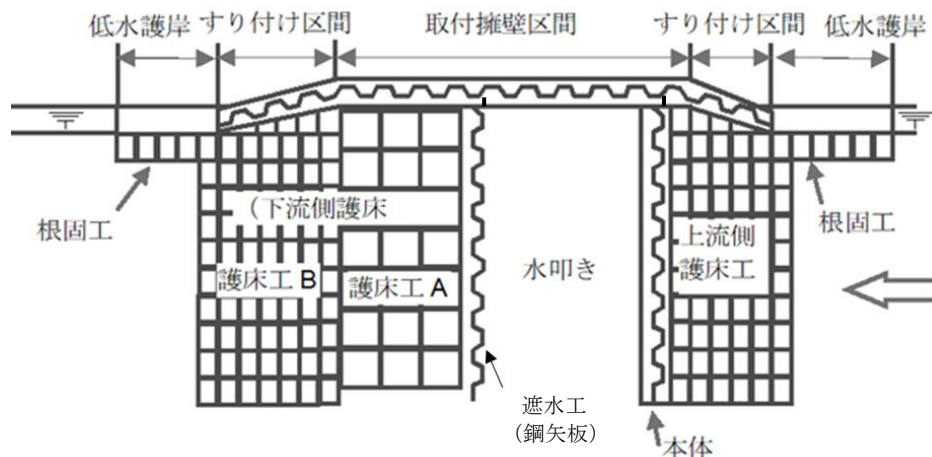 低水護岸
すり付け区間
取付擁壁区間
すり付け区間
低水護岸
根固工
（下流側護床
護床工 B
護床工 A
水叩き
上流側
護床工
根固工
遮水工
（鋼矢板）
本体